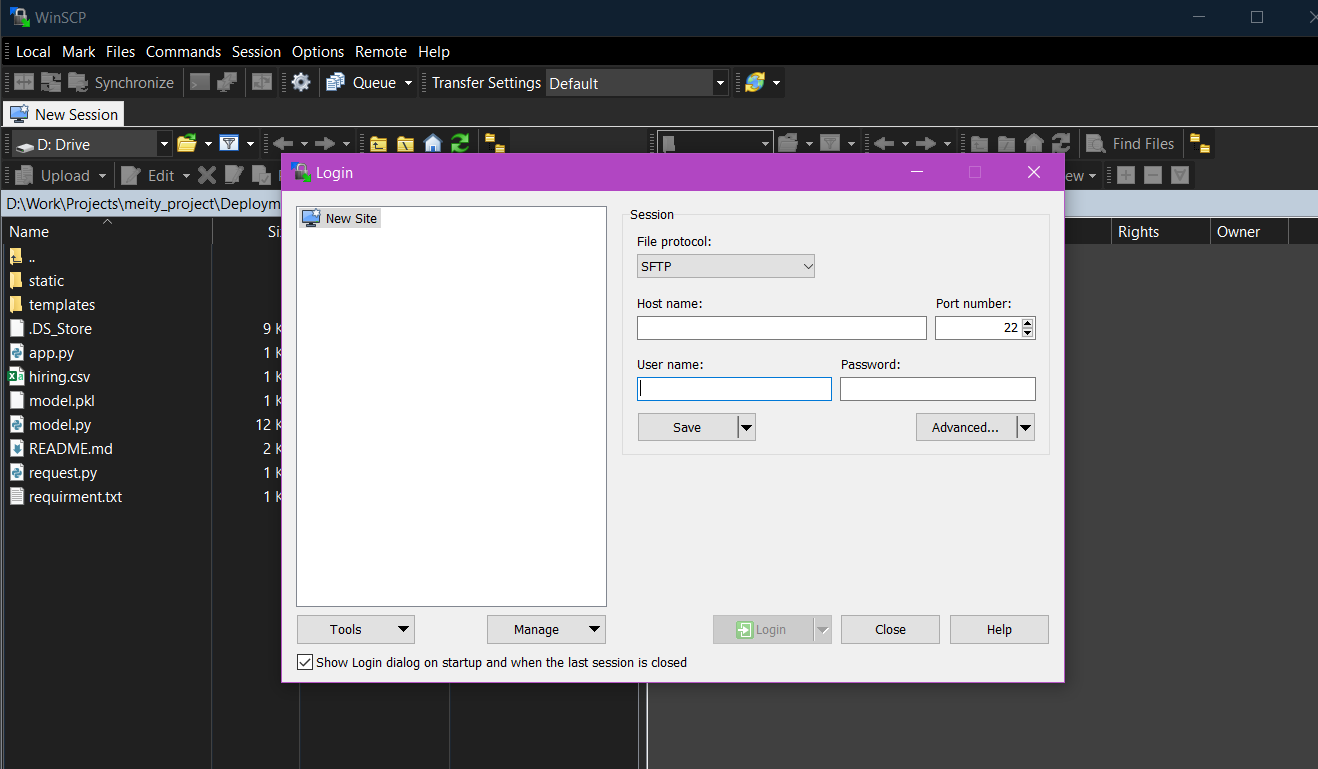 WinSCP
Local Mark Files Commands Session Options Remote Help
Synchronize Queue Transfer Settings Default
New Session
D: Drive Find Files
Upload Edit
D:\Work\Projects\meity_project\
Name Rights Owner
..
static
templates
.DS_Store 9
app.py 1
hiring.csv 1
model.pkl 1
model.py 12
README.md 2
request.py 1
requirment.txt 1
Login
New Site
Session
File protocol:
SFTP
Host name: Port number:
22
User name: Password:
Save Advanced...
Tools Manage Login Close Help
Show Login dialog on startup and when the last session is closed